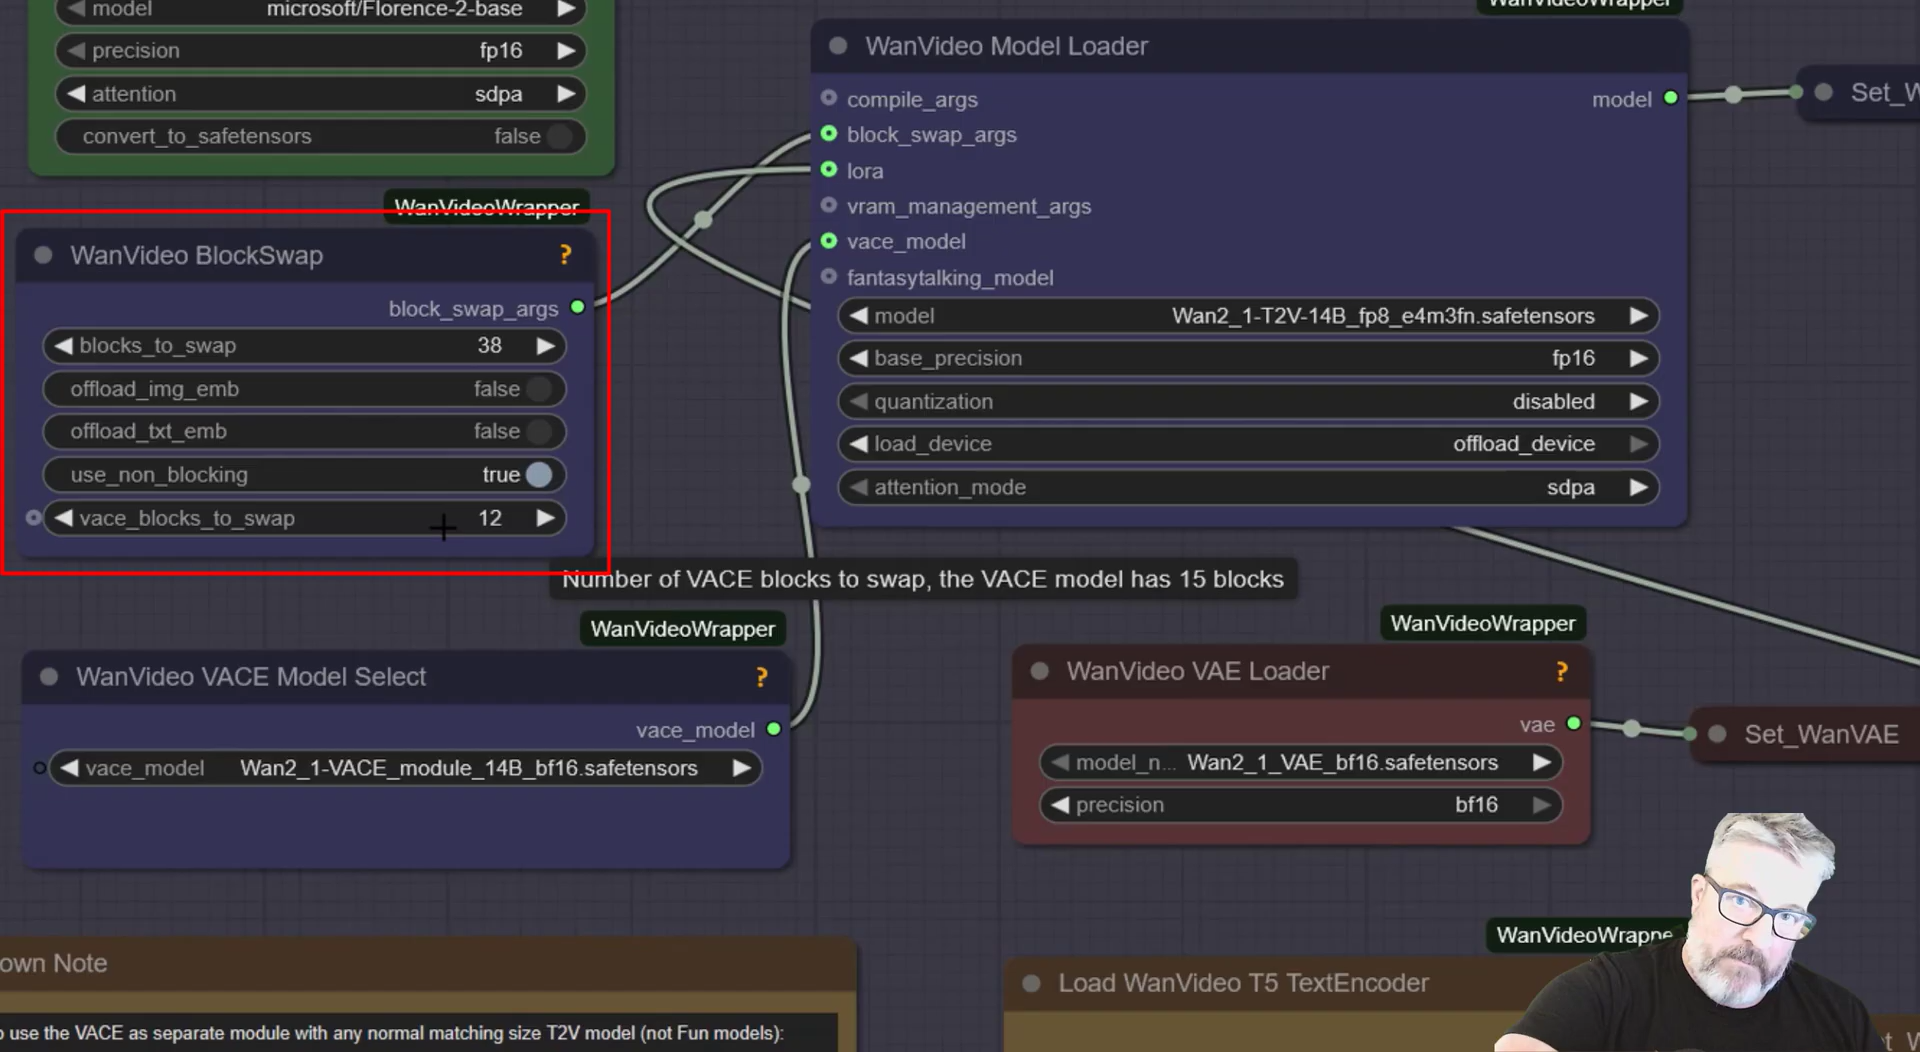 model microsoft/Florence-2-base
precision fp16
attention sdpa
convert_to_safetensors false
WanVideoWrapper
WanVideo BlockSwap ?
block_swap_args
blocks_to_swap 38
offload_img_emb false
offload_txt_emb false
use_non_blocking true
vace_blocks_to_swap 12
WanVideoWrapper
WanVideo Model Loader
compile_args model
block_swap_args
lora
vram_management_args
vace_model
fantasytalking_model
model Wan2_1-T2V-14B_fp8_e4m3fn.safetensors
base_precision fp16
quantization disabled
load_device offload_device
attention_mode sdpa
Set_W
Number of VACE blocks to swap, the VACE model has 15 blocks
WanVideoWrapper
WanVideo VACE Model Select ?
vace_model
vace_model Wan2_1-VACE_module_14B_bf16.safetensors
WanVideoWrapper
WanVideo VAE Loader ?
vae
model_n... Wan2_1_VAE_bf16.safetensors
precision bf16
Set_WanVAE
own Note
o use the VACE as separate module with any normal matching size T2V model (not Fun models):
WanVideoWrappe
Load WanVideo T5 TextEncoder